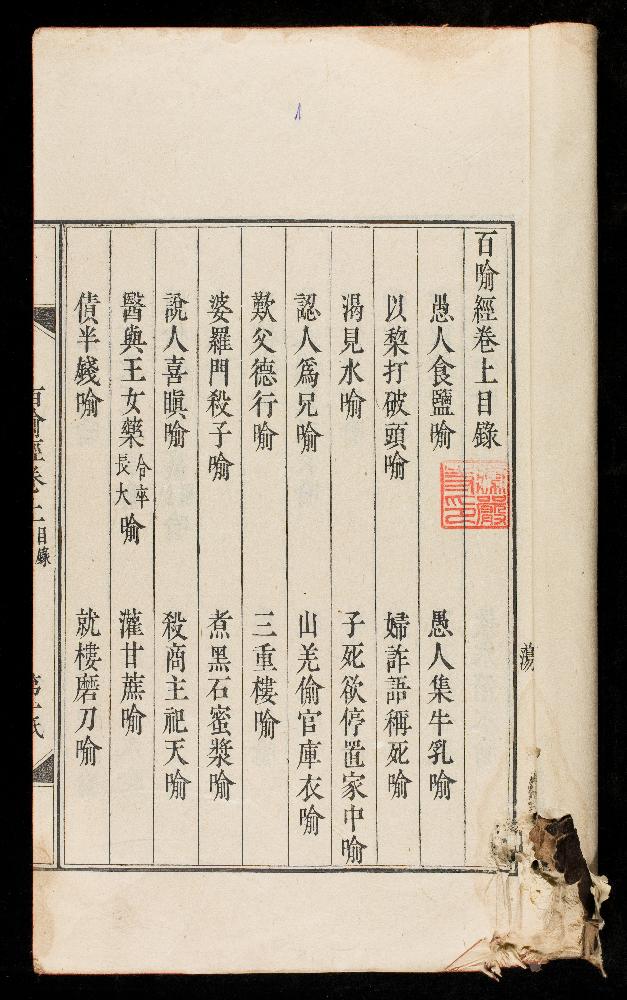 百喻經卷上目錄
愚人食鹽喻 愚人集牛乳喻
以棃打破頭喻 婦詐語稱死喻
渴見水喻 子死欲停置家中喻
認人爲兄喻 山羌偷官庫衣喻
歎父德行喻 三重樓喻
婆羅門殺子喻 煮黑石蜜漿喻
說人喜瞋喻 殺商主祀天喻
醫與王女藥令卒長大喻 灌甘蔗喻
債半錢喻 就樓磨刀喻
百喻經卷上目錄